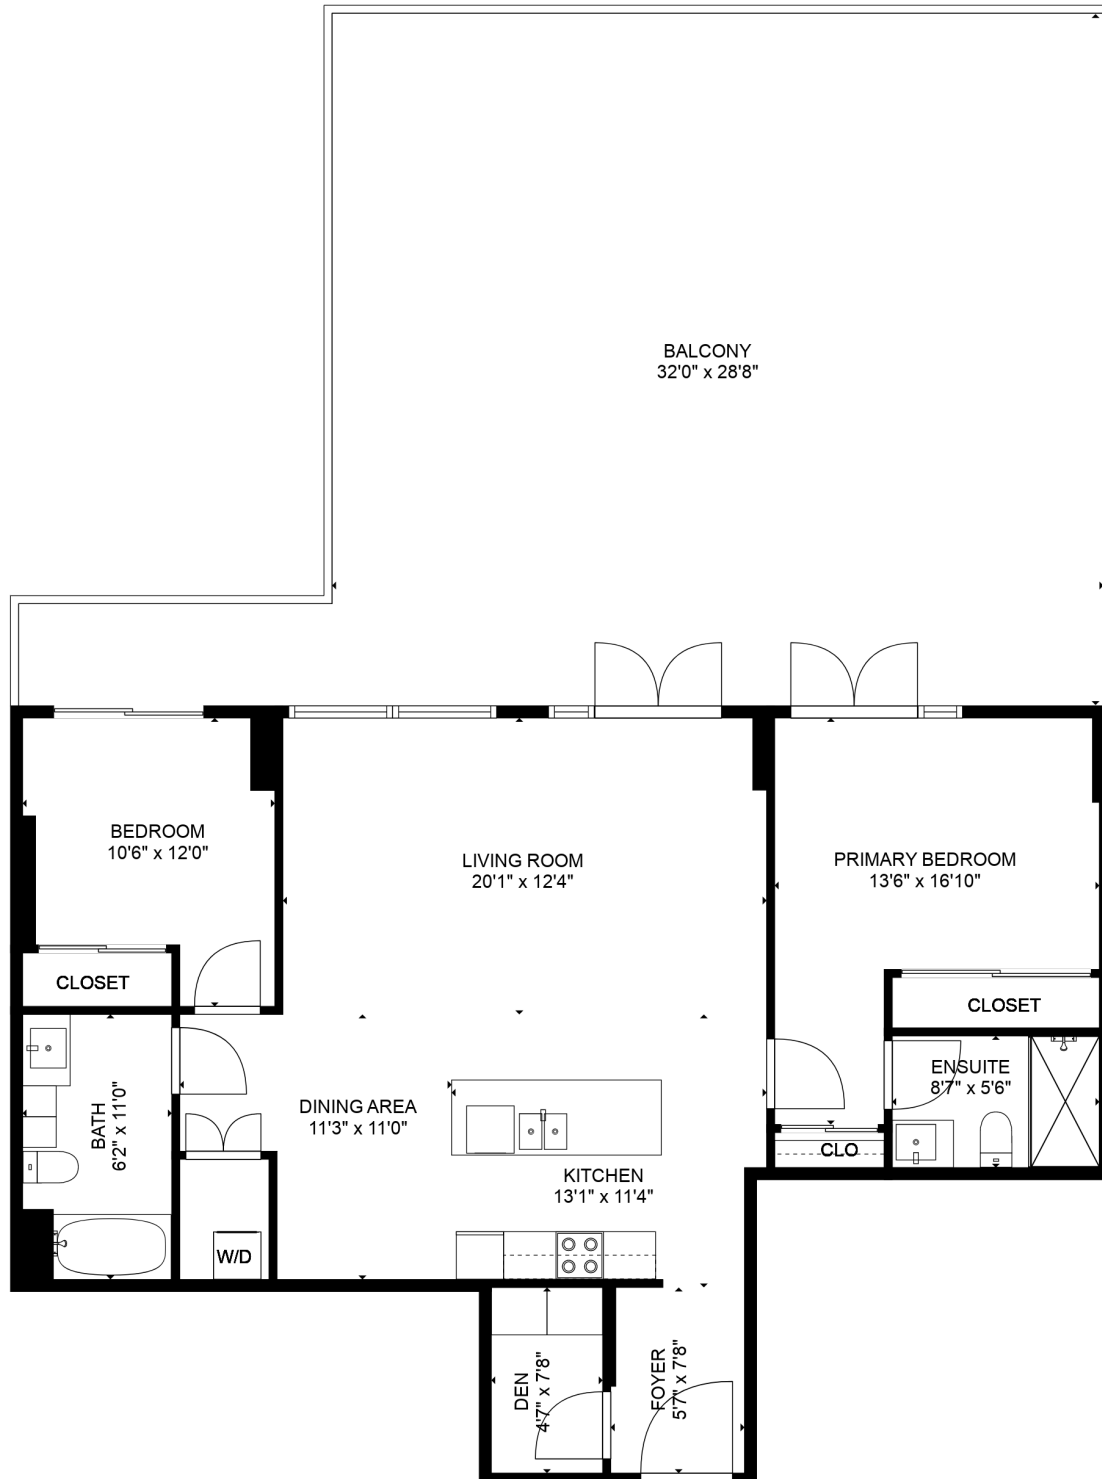 BALCONY
32'0" x 28'8"
BEDROOM
10'6" x 12'0"
LIVING ROOM
20'1" x 12'4"
PRIMARY BEDROOM
13'6" x 16'10"
CLOSET
CLOSET
ENSUITE
8'7" x 5'6"
BATH
6'2" x 11'0"
DINING AREA
11'3" x 11'0"
CLO
KITCHEN
13'1" x 11'4"
W/D
DEN
4'7" x 7'8"
FOYER
5'7" x 7'8"